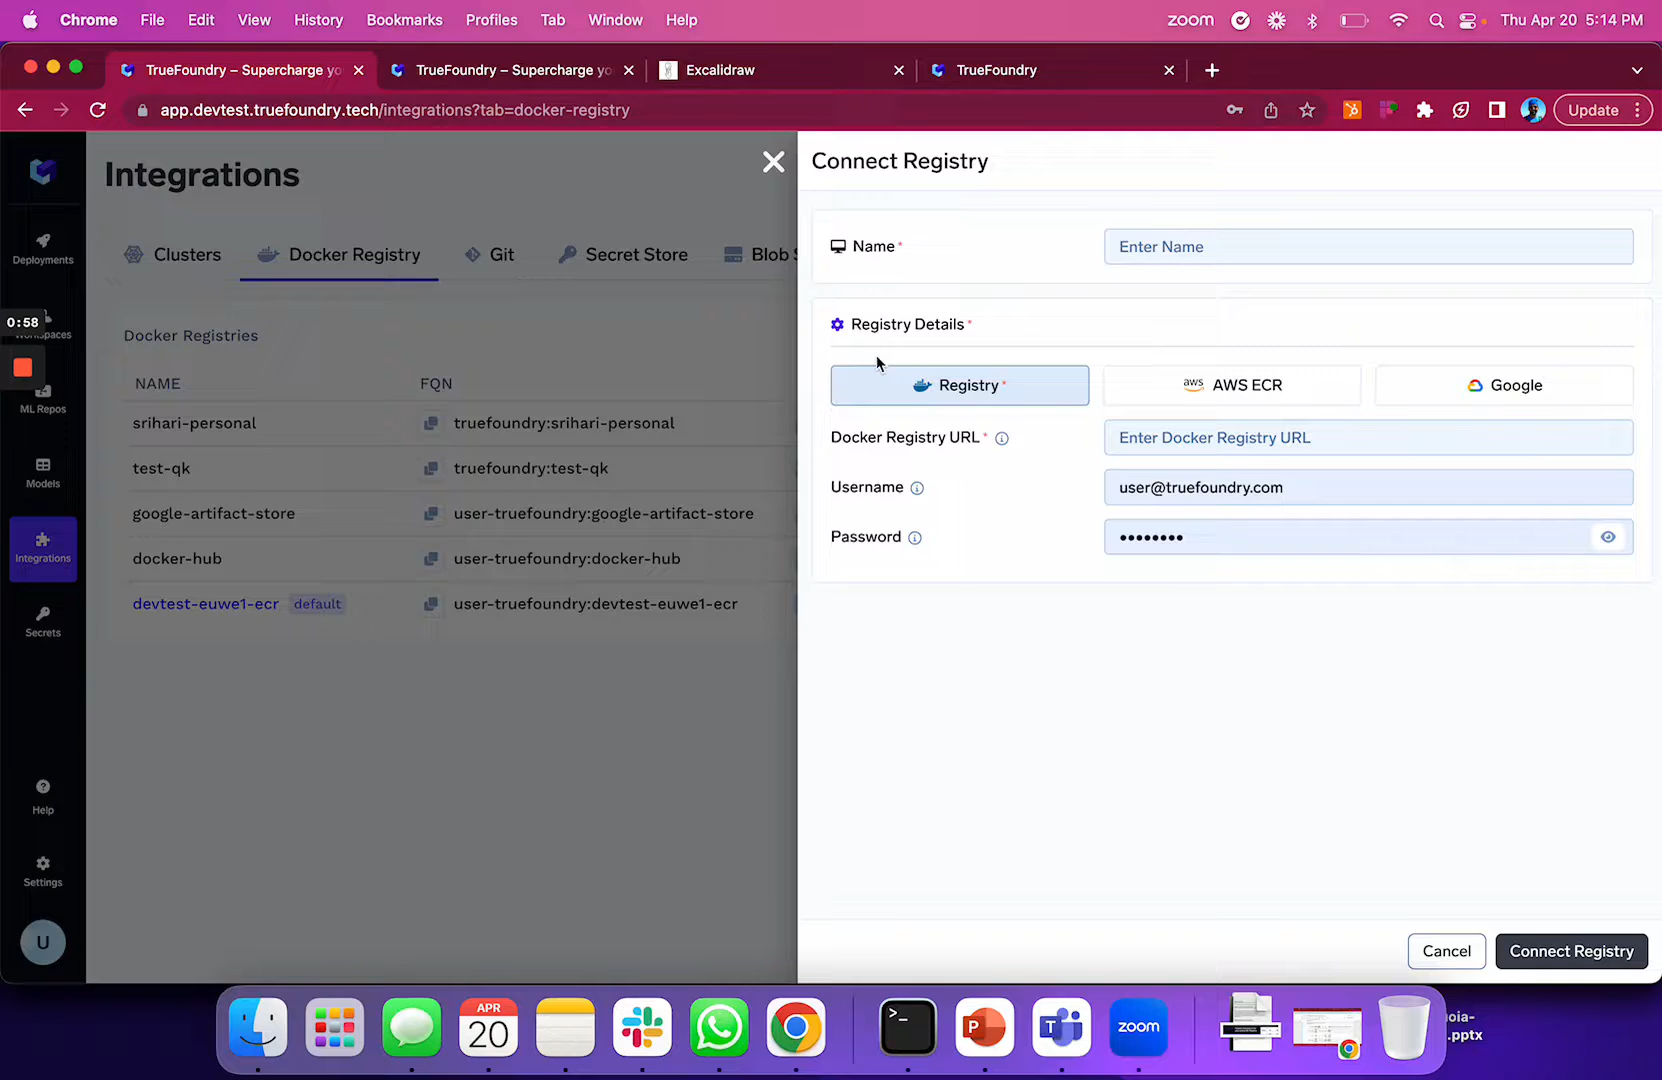 Chrome File Edit View History Bookmarks Profiles Tab Window Help
zoom Thu Apr 20 5:14 PM
TrueFoundry – Supercharge yo
TrueFoundry – Supercharge yo
Excalidraw
TrueFoundry
app.devtest.truefoundry.tech/integrations?tab=docker-registry
Update
Deployments
0:58
ML Repos
Models
Integrations
Secrets
Help
Settings
U
Integrations
Clusters Docker Registry Git Secret Store Blob S
Docker Registries
NAME FQN
srihari-personal truefoundry:srihari-personal
test-qk truefoundry:test-qk
google-artifact-store user-truefoundry:google-artifact-store
docker-hub user-truefoundry:docker-hub
devtest-euwe1-ecr default user-truefoundry:devtest-euwe1-ecr
Connect Registry
Name* Enter Name
Registry Details*
Registry* aws AWS ECR Google
Docker Registry URL* Enter Docker Registry URL
Username user@truefoundry.com
Password ••••••••
Cancel Connect Registry
APR
20
>_
P
T
zoom
.pptx